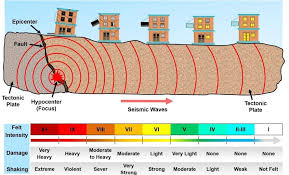 Epicenter
Fault
Tectonic
Plate
Hypocenter
(Focus)
Seismic Waves
Tectonic
Plate
Felt
Intensity
X+
IX
VIII
VII
VI
V
IV
II-III
I
Damage
Very
Heavy
Heavy
Moderate
to Heavy
Moderate
Light
Very Light
None
None
None
Shaking
Extreme
Violent
Severe
Very
Strong
Strong
Moderate
Light
Weak
Not Felt